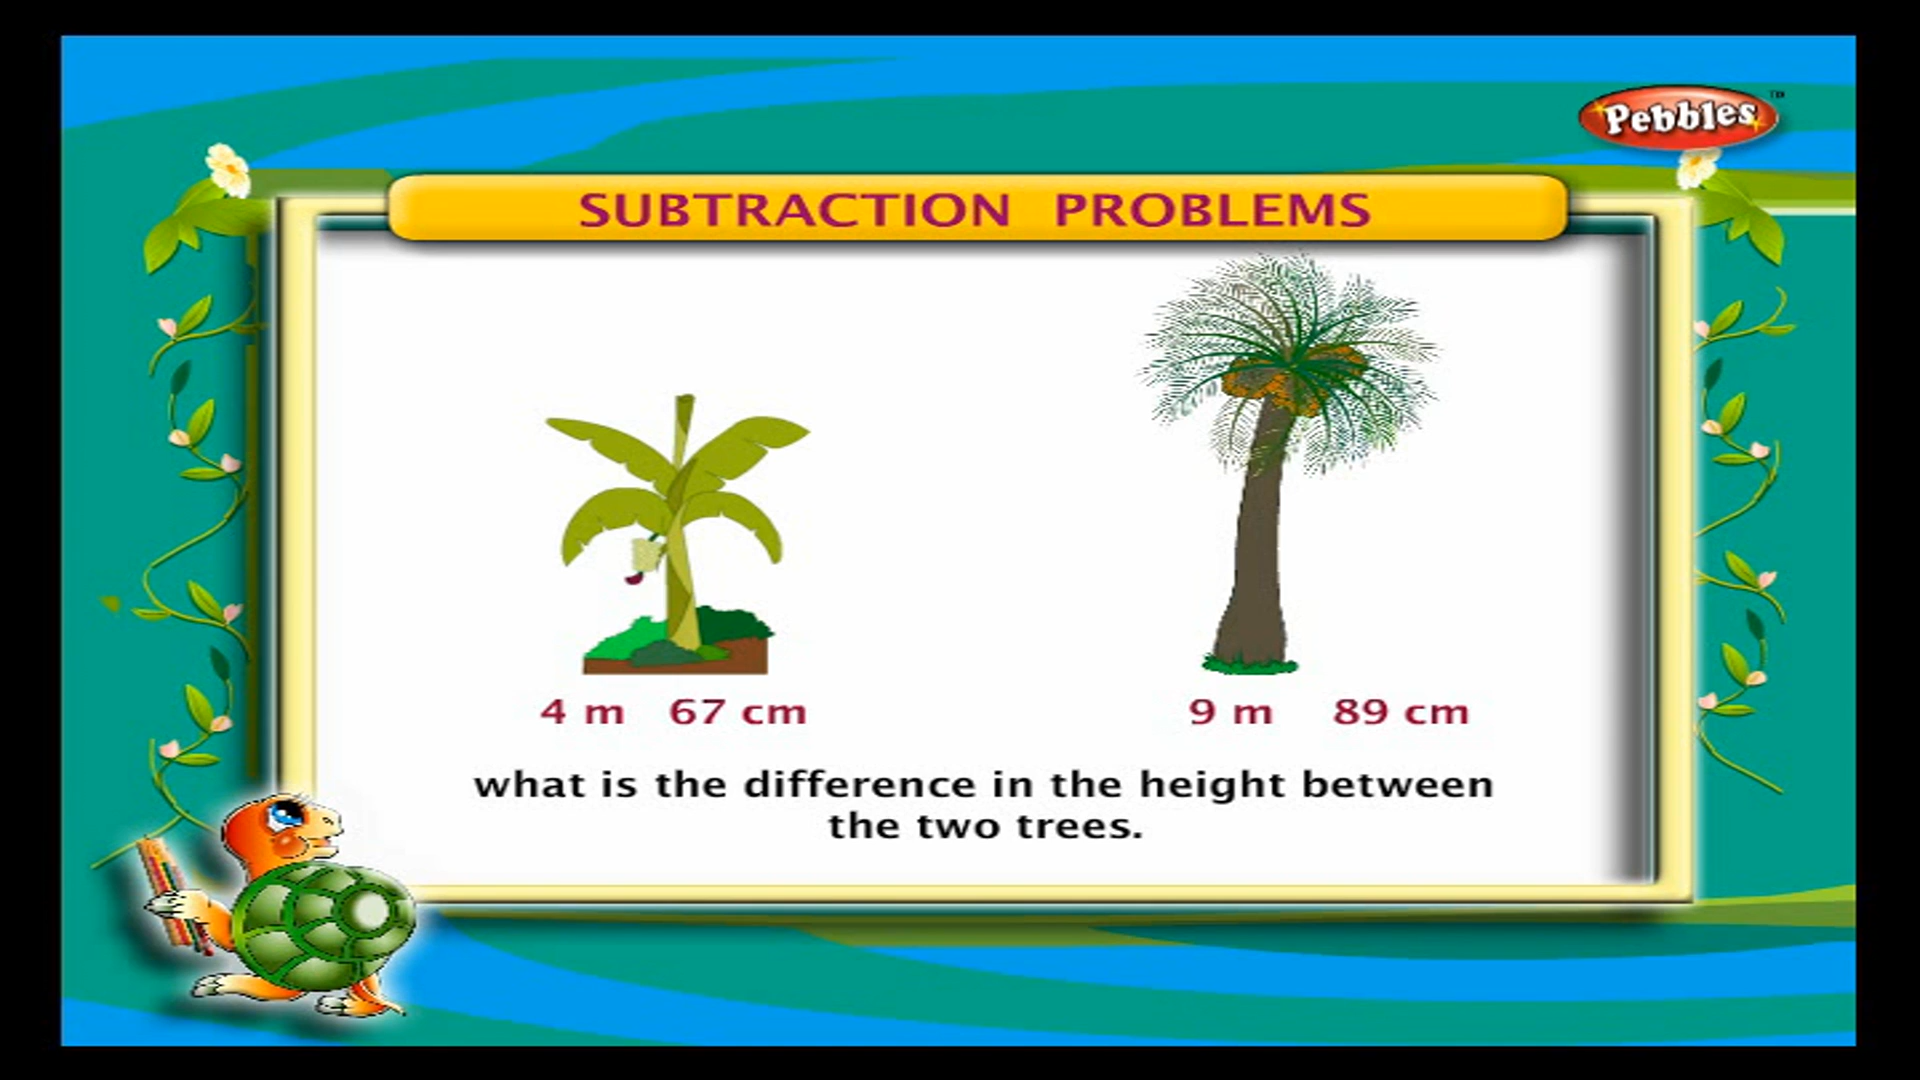 Pebbles™
SUBTRACTION PROBLEMS
4 m 67 cm
9 m 89 cm
what is the difference in the height between
the two trees.